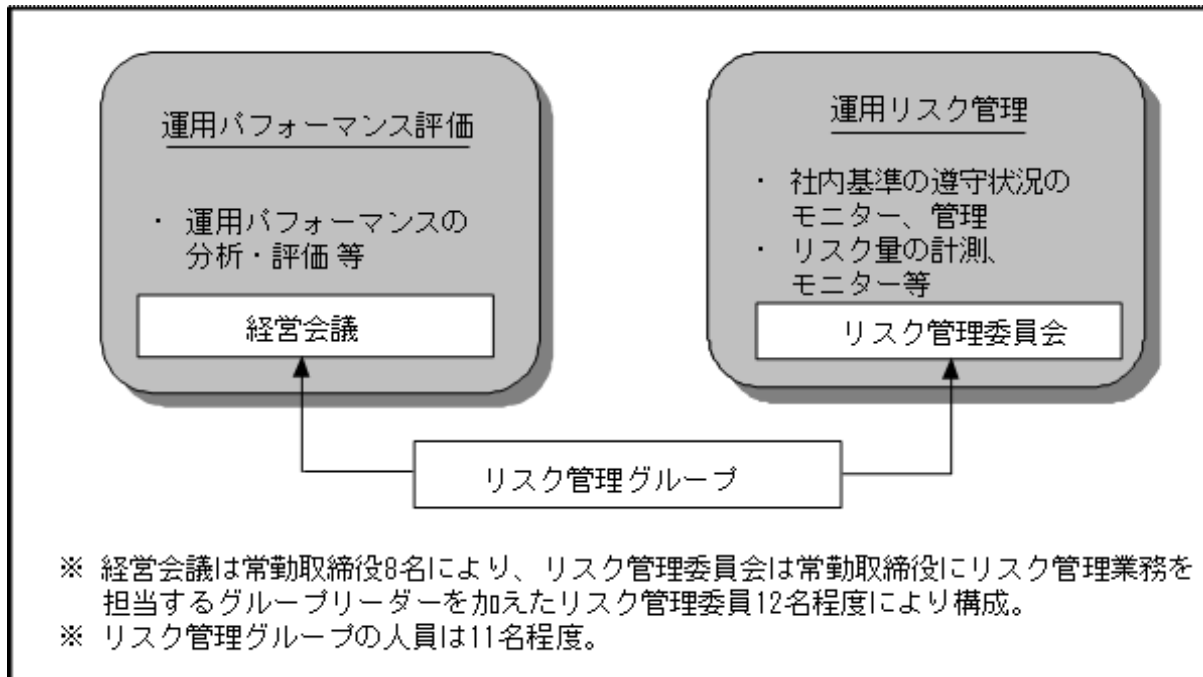 運用パフォーマンス評価
・ 運用パフォーマンスの
分析・評価 等
経営会議
運用リスク管理
・ 社内基準の遵守状況の
モニター、管理
・ リスク量の計測、
モニター等
リスク管理委員会
リスク管理グループ
※ 経営会議は常勤取締役8名により、リスク管理委員会は常勤取締役にリスク管理業務を
担当するグループリーダーを加えたリスク管理委員12名程度により構成。
※ リスク管理グループの人員は11名程度。